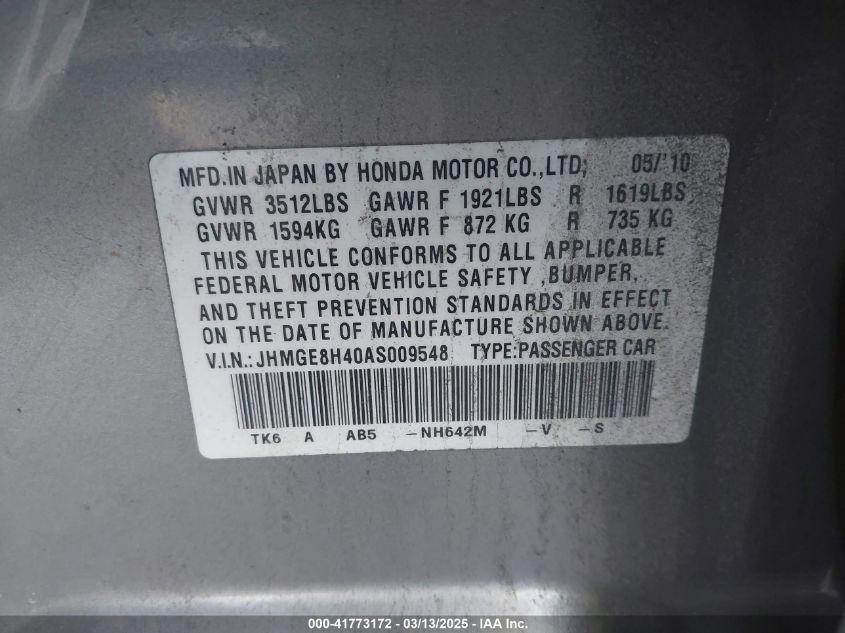 MFD.IN JAPAN BY HONDA MOTOR CO.,LTD; 05/'10
GVWR 3512LBS GAWR F 1921LBS R 1619LBS
GVWR 1594KG GAWR F 872 KG R 735 KG
THIS VEHICLE CONFORMS TO ALL APPLICABLE
FEDERAL MOTOR VEHICLE SAFETY ,BUMPER,
AND THEFT PREVENTION STANDARDS IN EFFECT
ON THE DATE OF MANUFACTURE SHOWN ABOVE.
V.I.N.: JHMGE8H40AS009548 TYPE:PASSENGER CAR
TK6 A AB5 -NH642M -V -S
000-41773172 - 03/13/2025 - IAA Inc.